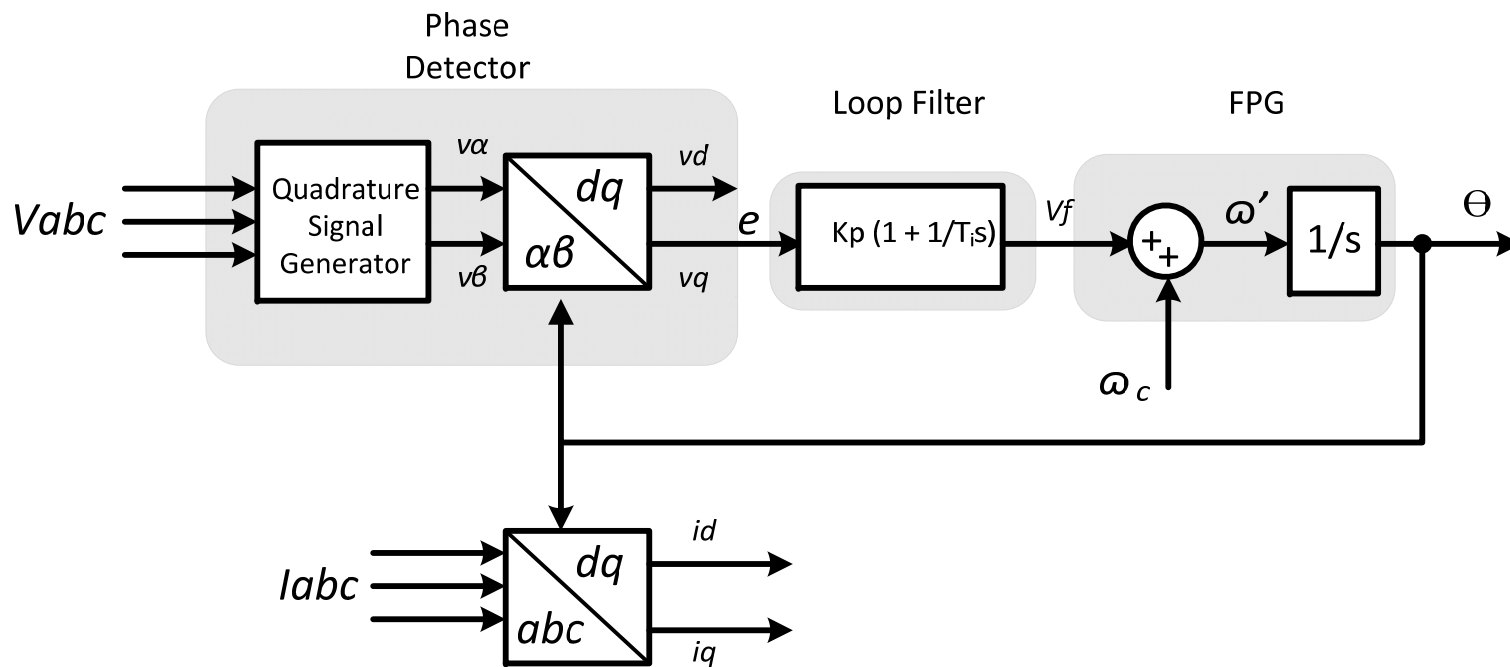 Phase
Detector
Loop Filter
FPG
Vabc
Quadrature
Signal
Generator
vα
vβ
dq
αβ
vd
vq
e
Kp (1 + 1/Tᵢs)
Vf
+
+
ϖ'
ϖ c
1/s
Ө
Iabc
dq
abc
id
iq